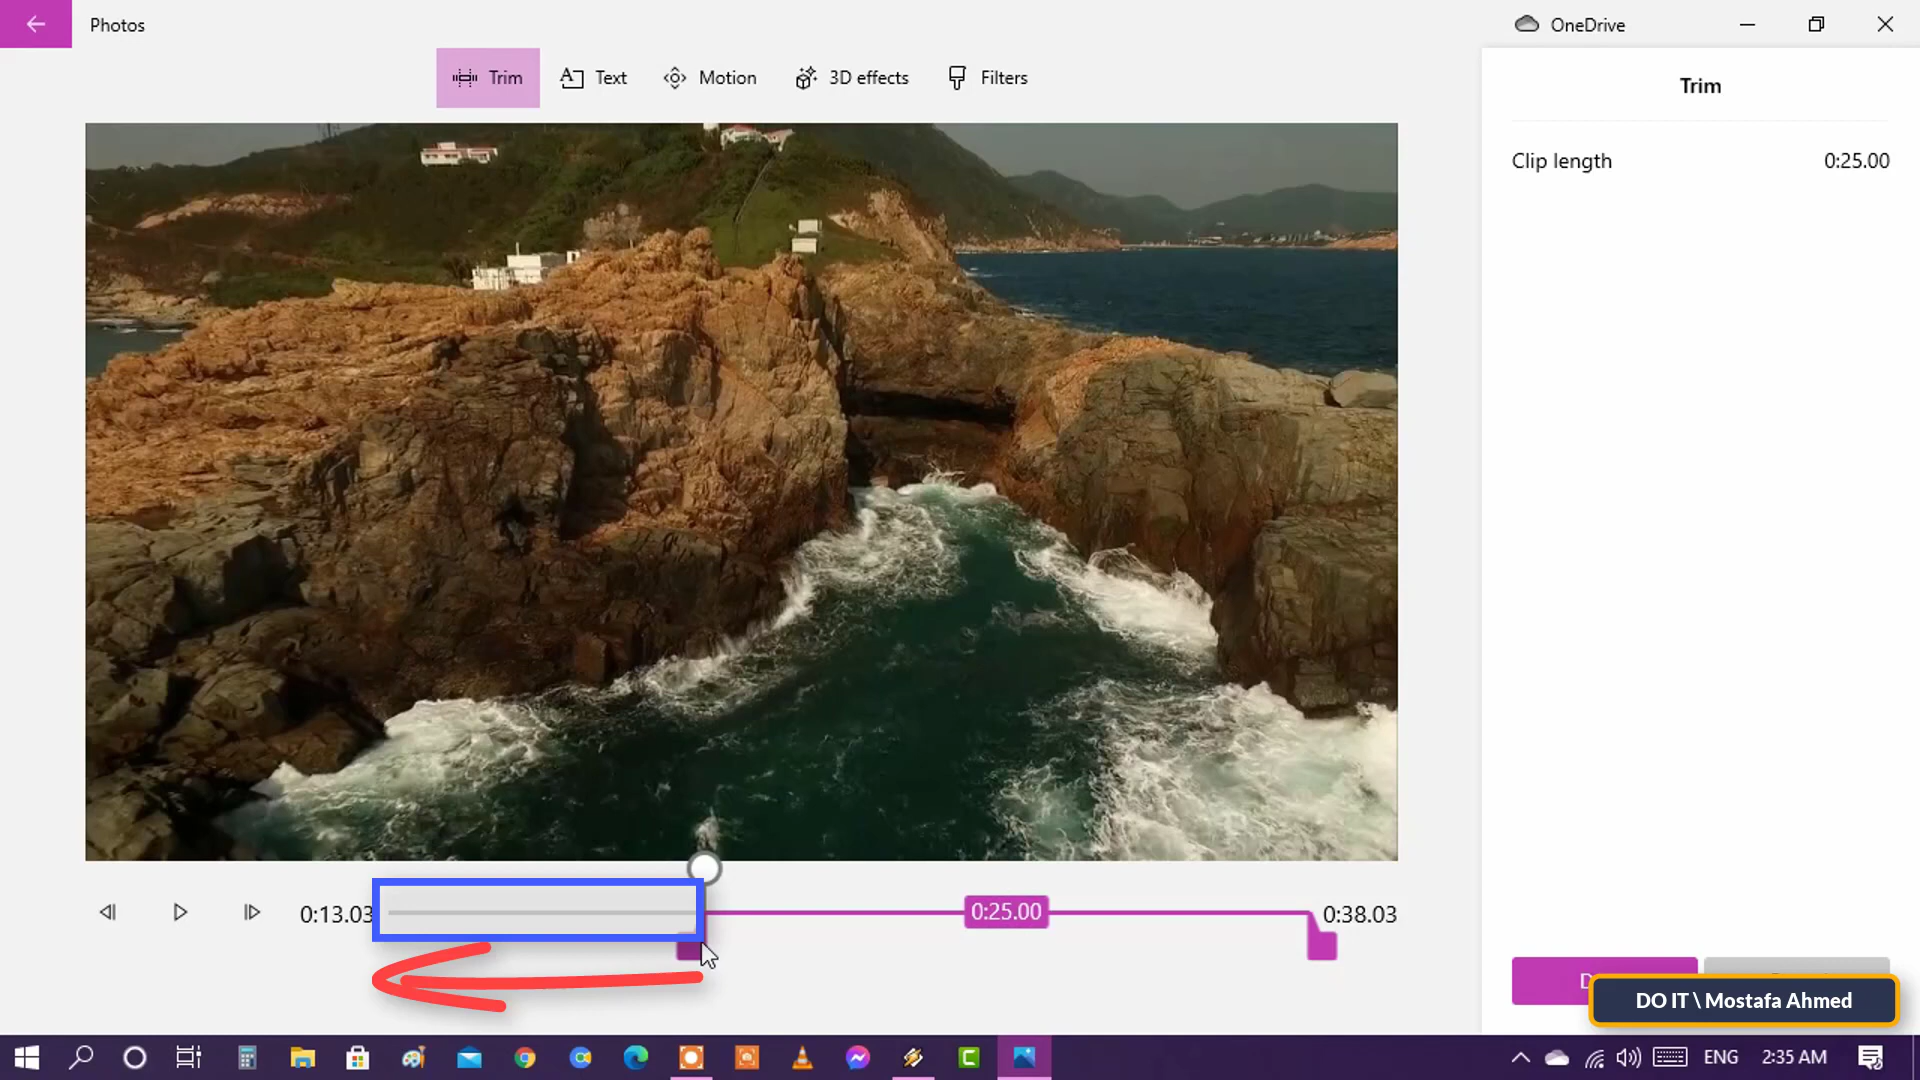 Photos
OneDrive
Trim
Text
Motion
3D effects
Filters
Trim
Clip length
0:25.00
0:13.03
0:25.00
0:38.03
DO IT \ Mostafa Ahmed
ENG
2:35 AM